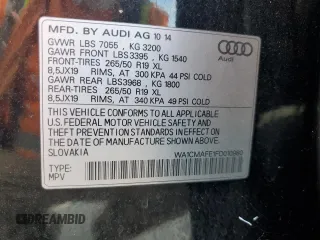 MFD. BY AUDI AG 10 14
GVWR LBS 7055 , KG 3200
GAWR FRONT LBS3395 , KG 1540
FRONT-TIRES 265/50 R19 XL
8,5JX19 RIMS, AT 300 KPA 44 PSI COLD
GAWR REAR LBS3968 , KG 1800
REAR-TIRES 265/50 R19 XL
8,5JX19 RIMS, AT 340 KPA 49 PSI COLD
Audi
THIS VEHICLE CONFORMS TO ALL APPLICABLE
U.S. FEDERAL MOTOR VEHICLE SAFETY AND
THEFT PREVENTION STANDARDS IN EFFECT ON
THE DATE OF MANUFACTURE SHOWN ABOVE.
SLOVAKIA
TYPE:
MPV
AUTOBIDMASTER